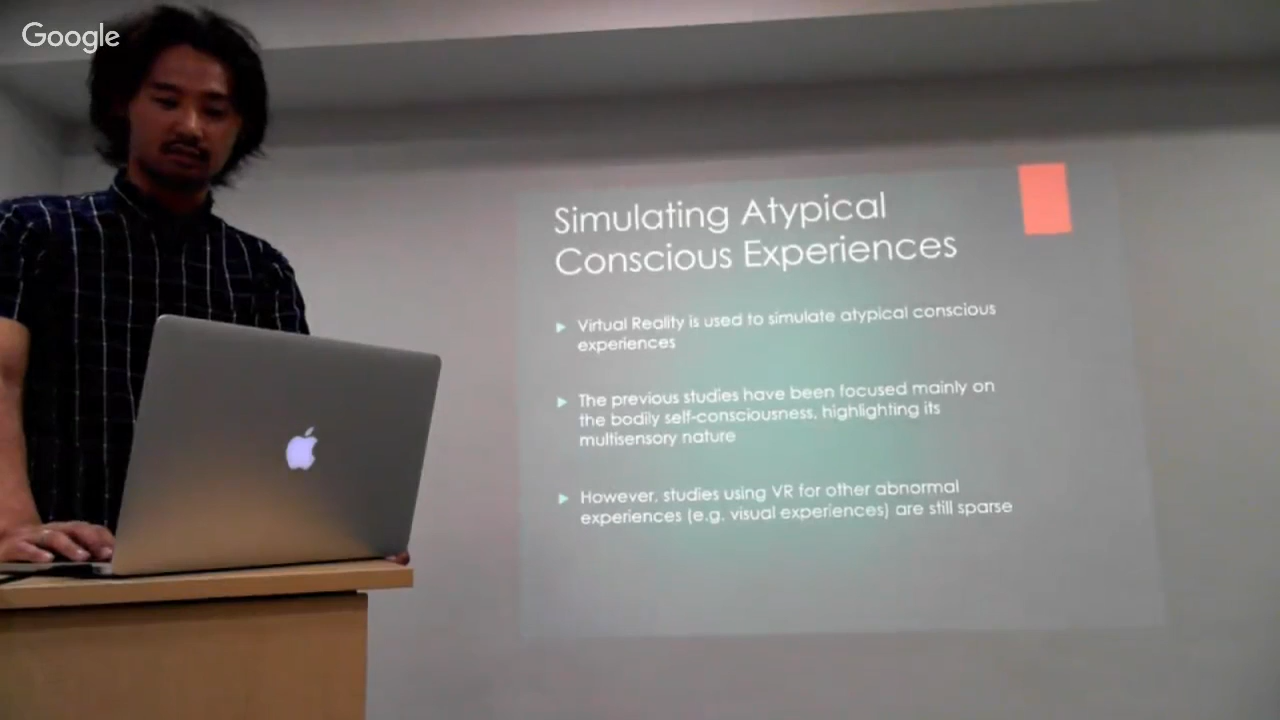 Google
Simulating Atypical
Conscious Experiences
Virtual Reality is used to simulate atypical conscious
experiences
The previous studies have been focused mainly on
the bodily self-consciousness, highlighting its
multisensory nature
However, studies using VR for other abnormal
experiences (e.g. visual experiences) are still sparse